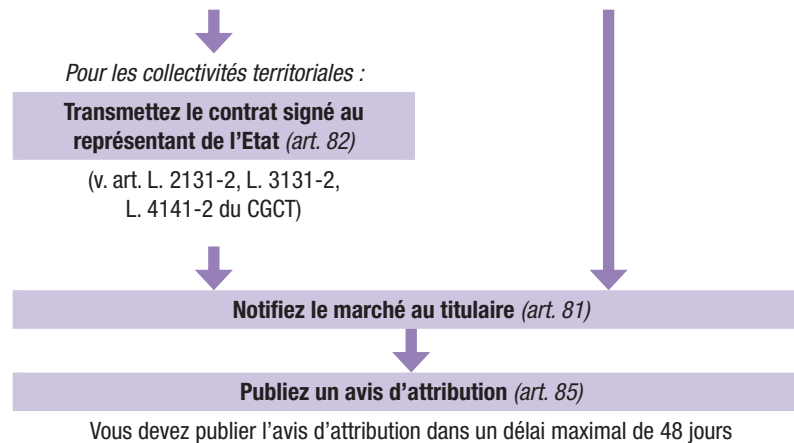 Pour les collectivités territoriales :
Transmettez le contrat signé au
représentant de l’Etat (art. 82)
(v. art. L. 2131-2, L. 3131-2,
L. 4141-2 du CGCT)
Notifiez le marché au titulaire (art. 81)
Publiez un avis d’attribution (art. 85)
Vous devez publier l’avis d’attribution dans un délai maximal de 48 jours